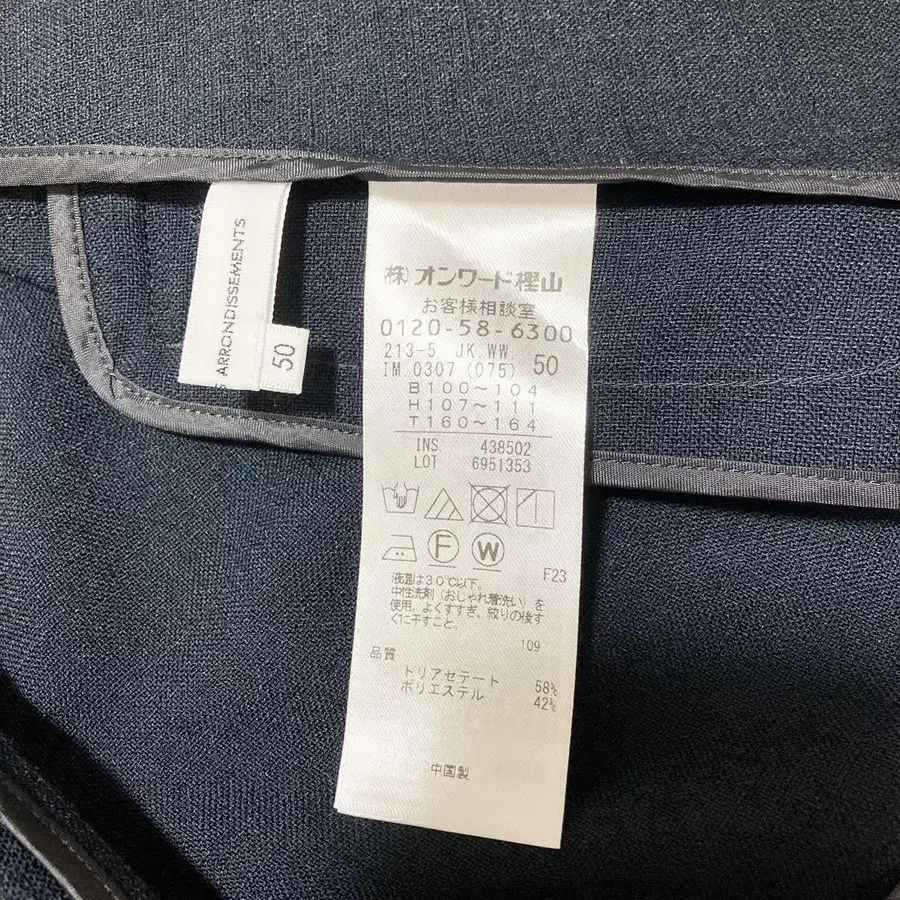 S ARRONDISSEMENTS
50
(株)オンワード樫山
お客様相談室
0120-58-6300
213-5 JK.WW.
IM 0307 (075) 50
B100～104
H107～111
T160～164
INS 438502
LOT 6951353
F W
F23
液温は30℃以下。
中性洗剤(おしゃれ着洗い)を
使用。よくすすぎ、絞りの後す
ぐに干すこと。
109
品質
トリアセテート 58%
ポリエステル 42%
中国製